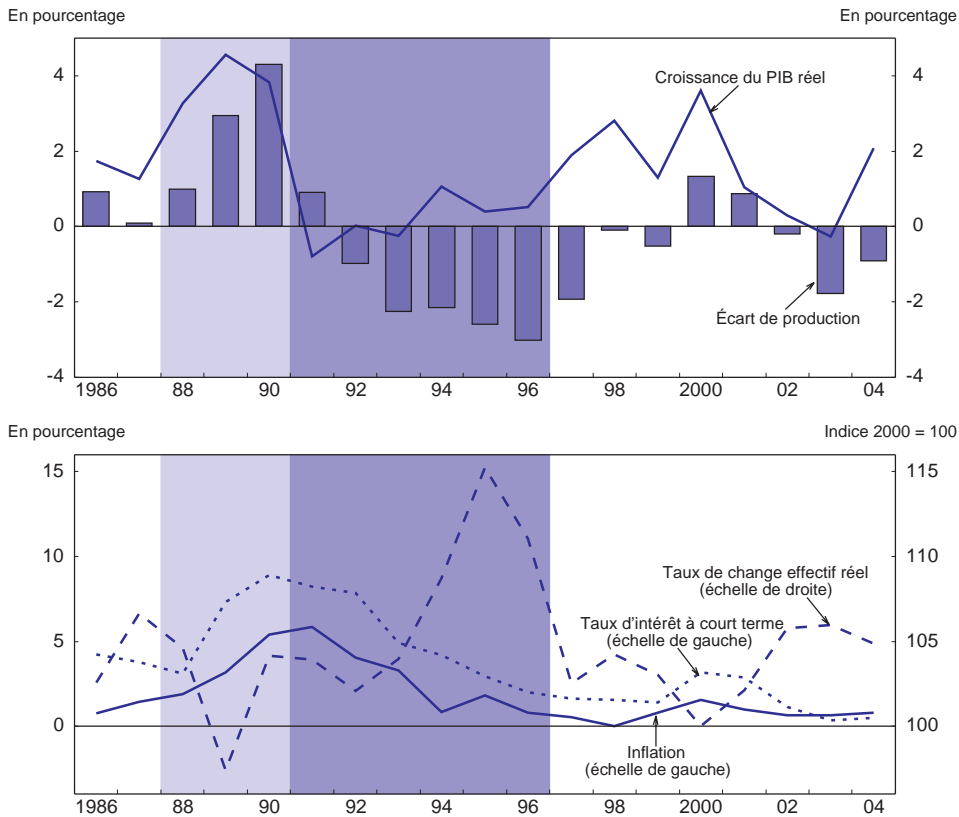 En pourcentage En pourcentage
4 4
Croissance du PIB réel
2 2
0 0
-2 -2
Écart de production
-4 -4
1986 88 90 92 94 96 98 2000 02 04
En pourcentage Indice 2000 = 100
15 115
10 110
Taux de change effectif réel
(échelle de droite)
Taux d'intérêt à court terme
(échelle de gauche)
5 105
0 100
Inflation
(échelle de gauche)
1986 88 90 92 94 96 98 2000 02 04